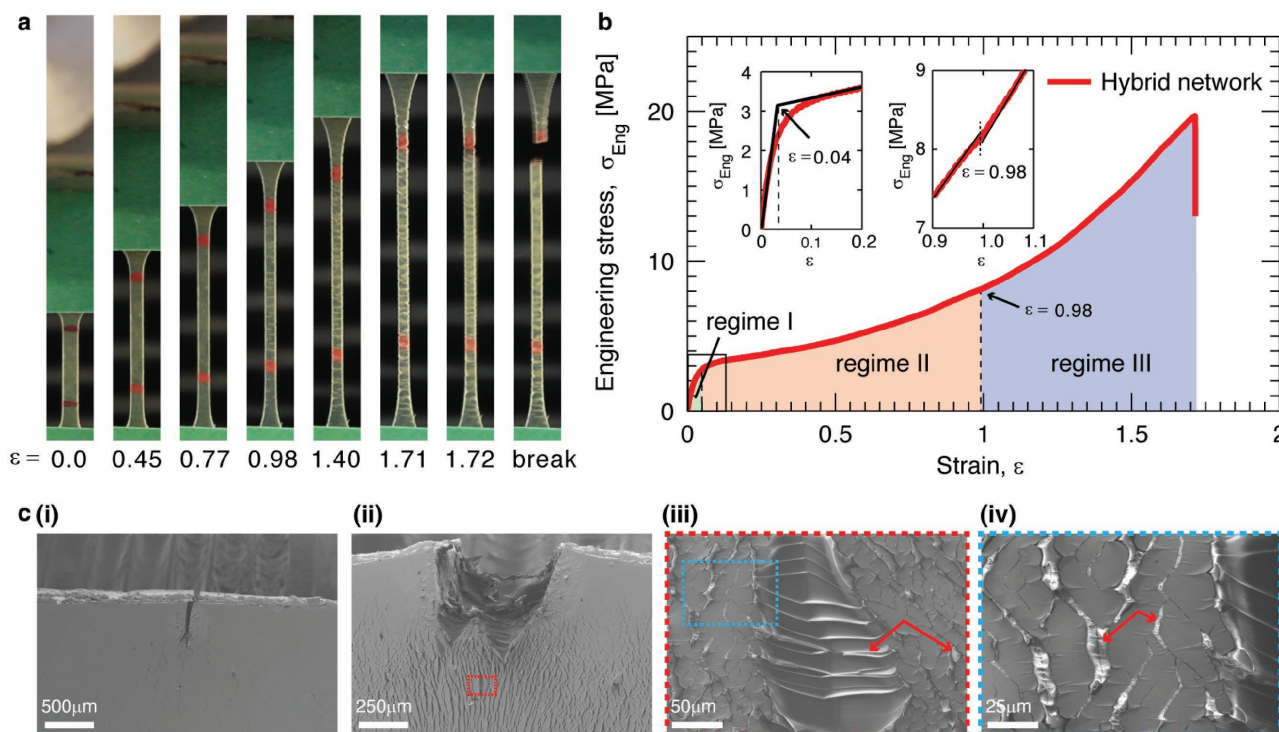 a
ε = 0.0 0.45 0.77 0.98 1.40 1.71 1.72 break
b
Engineering stress, σEng [MPa]
20
10
0
0 0.5 1 1.5 2
Strain, ε
Hybrid network
regime I
regime II
regime III
ε = 0.98
σEng [MPa]
4
3
2
1
0
0 0.1 0.2
ε
ε=0.04
σEng [MPa]
9
8
7
0.9 1.0 1.1
ε
ε=0.98
c (i) (ii) (iii) (iv)
500μm 250μm 50μm 25μm